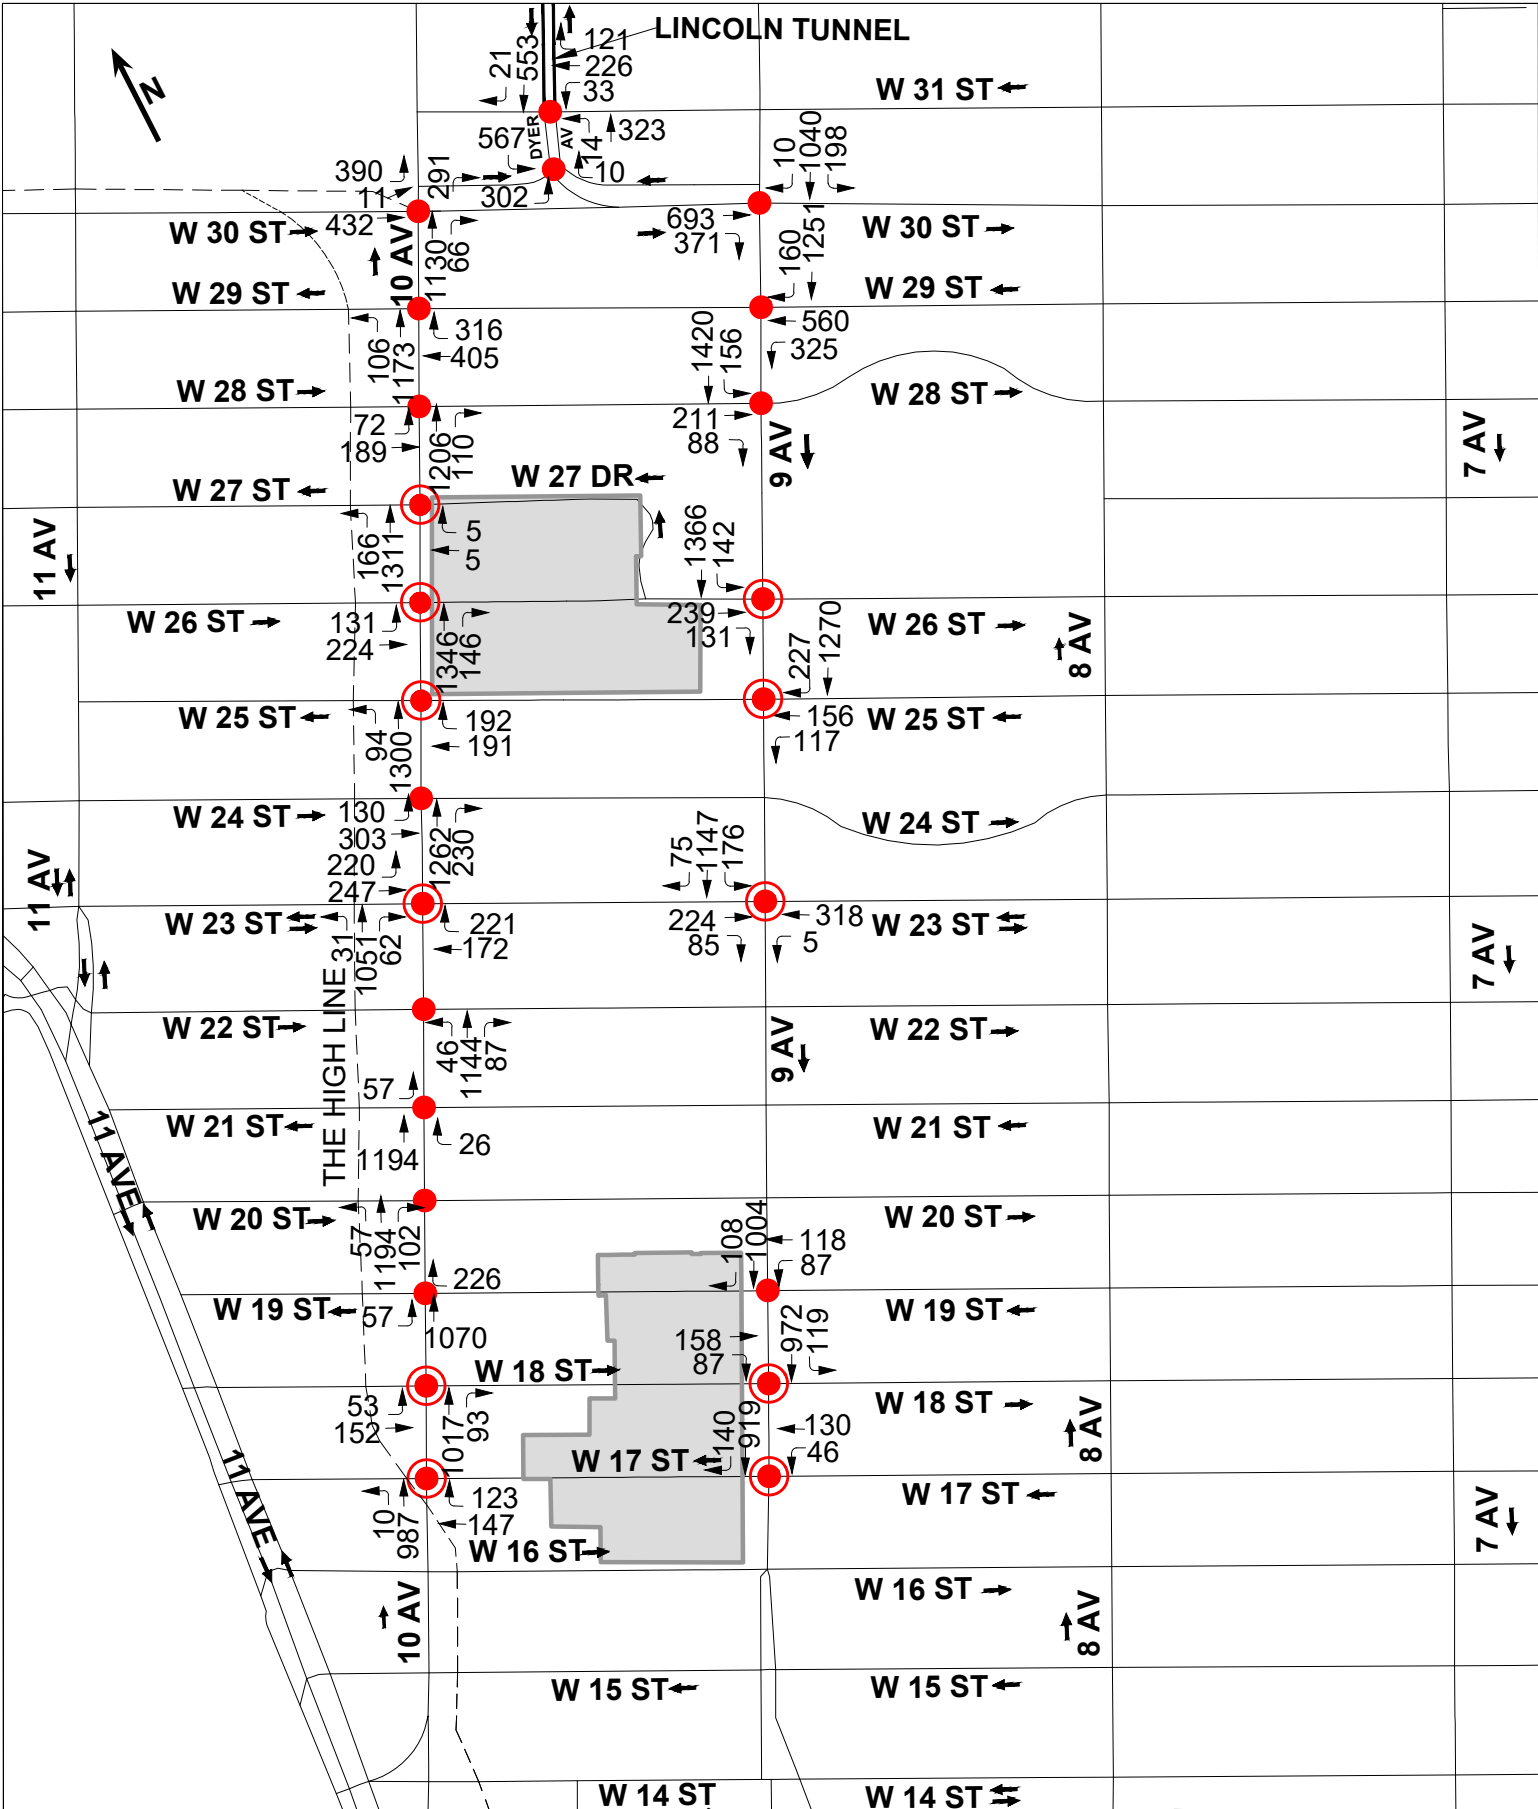 LINCOLN TUNNEL
21
553
121
226
33
W 31 ST
N
567
DYER
AV
14
323
10
10
1040
198
390
291
11
302
432
W 30 ST
10 AV
1130
66
693
371
160
1251
W 30 ST
W 29 ST
W 29 ST
106
1173
316
405
1420
156
560
325
W 28 ST
W 28 ST
72
189
1206
110
211
88
9 AV
7 AV
W 27 ST
W 27 DR
11 AV
166
1311
5
5
1366
142
W 26 ST
131
224
1346
146
239
131
227
1270
W 26 ST
8 AV
W 25 ST
94
1300
192
191
156
117
W 25 ST
W 24 ST
130
303
220
247
1262
230
75
1147
176
W 24 ST
11 AV
W 23 ST
31
1051
62
221
172
224
85
318
5
W 23 ST
7 AV
THE HIGH LINE
W 22 ST
46
1144
87
9 AV
W 22 ST
57
11 AVE
W 21 ST
1194
26
W 21 ST
W 20 ST
57
1194
102
108
1004
118
87
W 20 ST
226
W 19 ST
57
1070
158
87
972
119
W 19 ST
W 18 ST
53
152
1017
93
140
919
130
46
W 18 ST
8 AV
11 AVE
W 17 ST
10
987
123
147
W 17 ST
7 AV
W 16 ST
10 AV
W 16 ST
8 AV
W 15 ST
W 15 ST
W 14 ST
W 14 ST